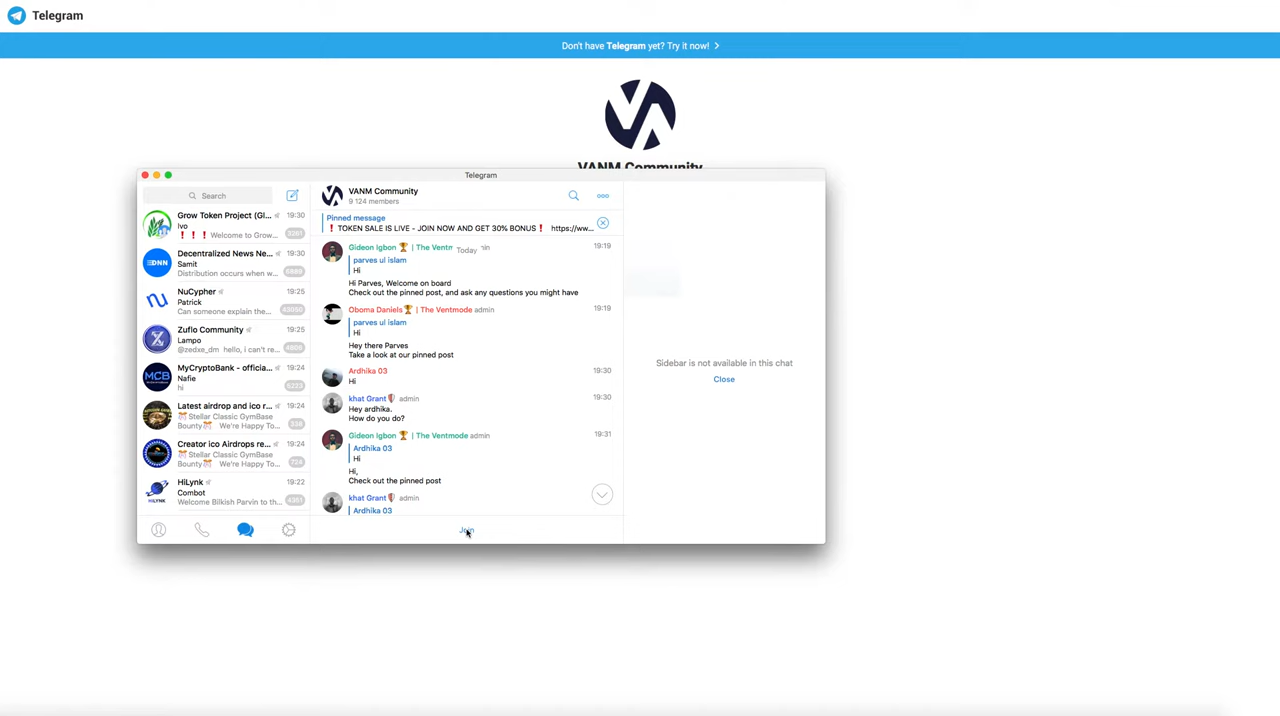 Telegram
Don't have Telegram yet? Try it now!
VANM Community
Telegram
Search
Grow Token Project (Gl... 19:30
Ivo
❗❗❗ Welcome to Grow... 3261
Decentralized News Ne... 19:30
Samit
Distribution occurs when w...
NuCypher 19:25
Patrick
Can someone explain the...
Zufio Community 19:25
Lampo
@zedxe_dm hello, i can't re...
MyCryptoBank - officia... 19:24
Nafie
hi 6223
Latest airdrop and ico r... 19:24
Stellar Classic GymBase
Bounty We're Happy To... 338
Creator ico Airdrops re... 19:24
Stellar Classic GymBase
Bounty We're Happy To... 724
HiLynk 19:22
Combot
Welcome Bilkish Parvin to th... 4351
VANM Community
9 124 members
Pinned message
❗ TOKEN SALE IS LIVE - JOIN NOW AND GET 30% BONUS ❗ https://ww...
Gideon Igbon 🏆 | The Ventm 19:19
Today
parves ul islam
Hi
Hi Parves, Welcome on board
Check out the pinned post, and ask any questions you might have
Oboma Daniels🏆 | The Ventmode admin 19:19
parves ul islam
Hi
Hey there Parves
Take a look at our pinned post
Ardhika 03 19:30
Hi
khat Grant admin 19:30
Hey ardhika.
How do you do?
Gideon Igbon 🏆 | The Ventmode admin 19:31
Ardhika 03
Hi
Hi,
Check out the pinned post
khat Grant admin
Ardhika 03
Join
Sidebar is not available in this chat
Close